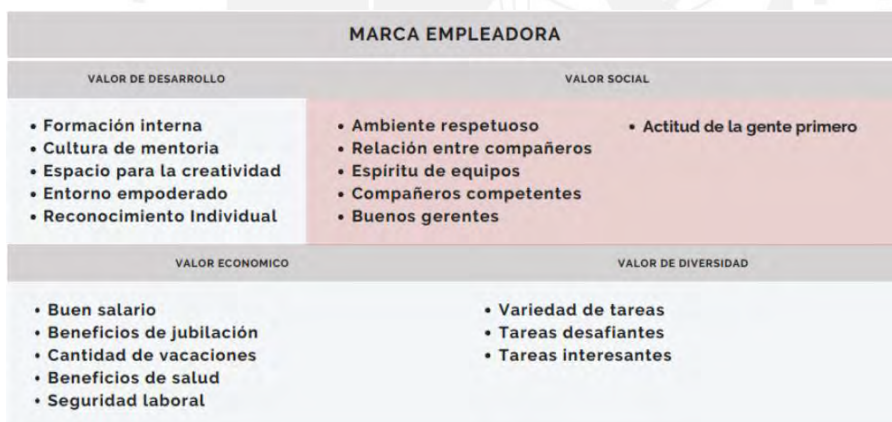 MARCA EMPLEADORA
VALOR DE DESARROLLO
• Formación interna
• Cultura de mentoria
• Espacio para la creatividad
• Entorno empoderado
• Reconocimiento Individual
VALOR SOCIAL
• Ambiente respetuoso
• Relación entre compañeros
• Espíritu de equipos
• Compañeros competentes
• Buenos gerentes
• Actitud de la gente primero
VALOR ECONOMICO
• Buen salario
• Beneficios de jubilación
• Cantidad de vacaciones
• Beneficios de salud
• Seguridad laboral
VALOR DE DIVERSIDAD
• Variedad de tareas
• Tareas desafiantes
• Tareas interesantes